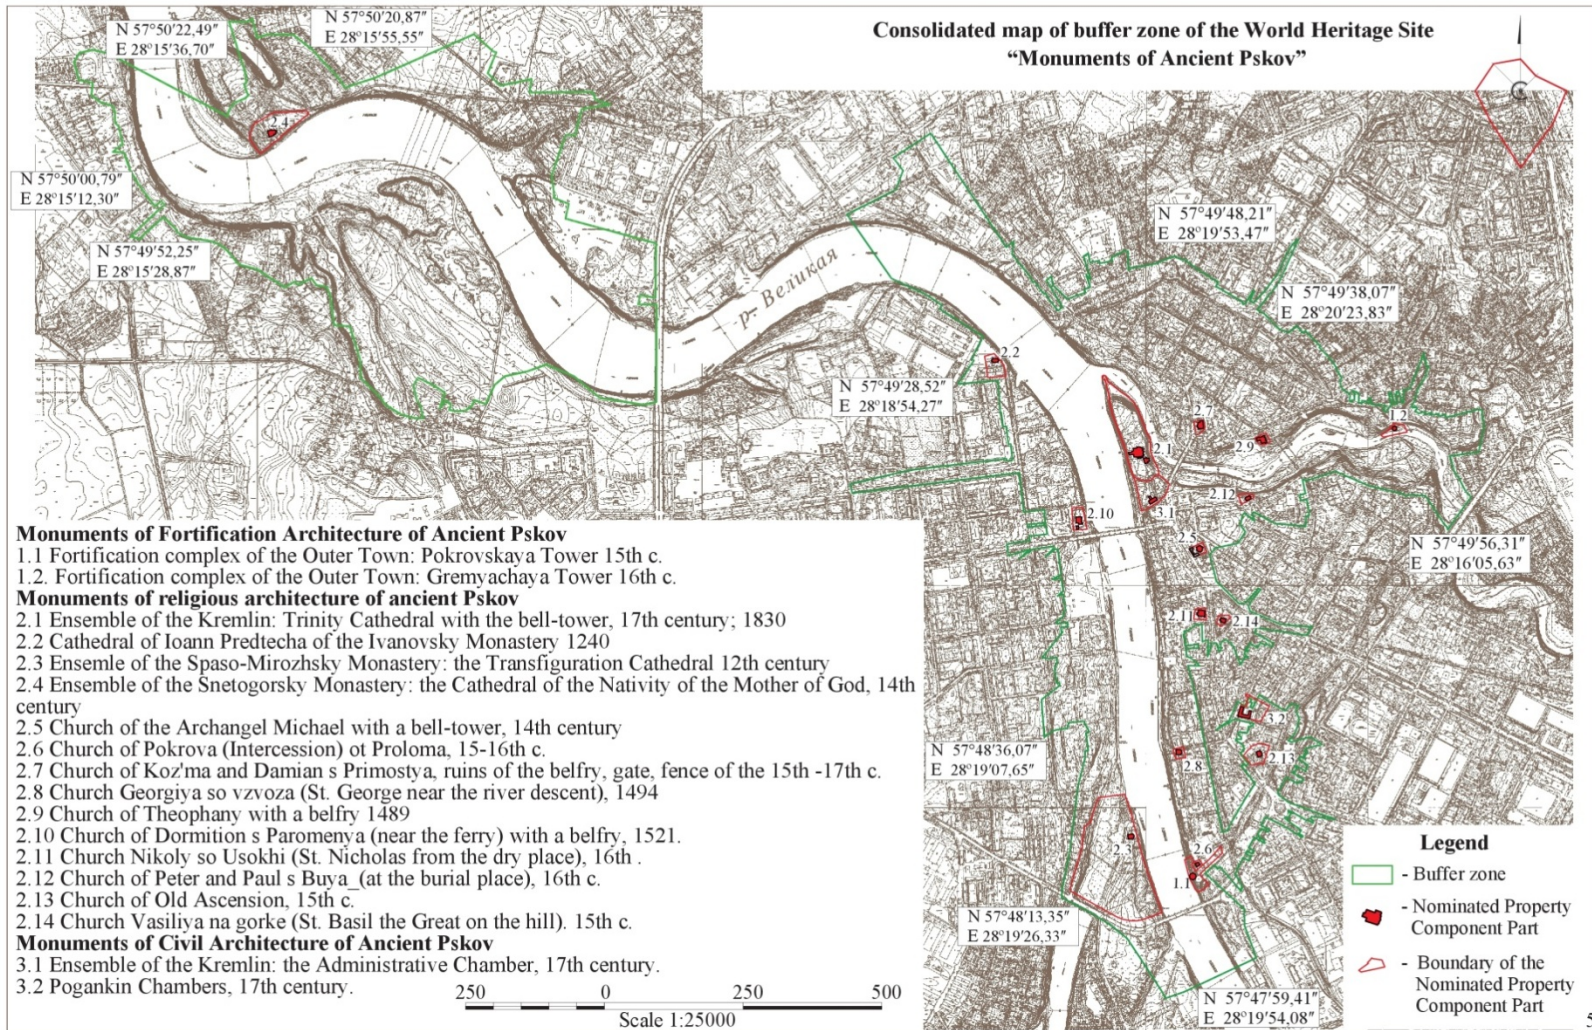 Consolidated map of buffer zone of the World Heritage Site
“Monuments of Ancient Pskov”
N 57°50′22,49″
E 28°15′36,70″
N 57°50′20,87″
E 28°15′55,55″
2.4
N 57°50′00,79″
E 28°15′12,30″
N 57°49′52,25″
E 28°15′28,87″
р. Великая
N 57°49′48,21″
E 28°19′53,47″
N 57°49′38,07″
E 28°20′23,83″
2.2
N 57°49′28,52″
E 28°18′54,27″
2.7
1.2
2.9
2.1
2.12
3.1
2.10
2.5
N 57°49′56,31″
E 28°16′05,63″
2.11
2.14
3.2
2.13
2.8
N 57°48′36,07″
E 28°19′07,65″
2.3
2.6
1.1
N 57°48′13,35″
E 28°19′26,33″
N 57°47′59,41″
E 28°19′54,08″
Monuments of Fortification Architecture of Ancient Pskov
1.1 Fortification complex of the Outer Town: Pokrovskaya Tower 15th c.
1.2. Fortification complex of the Outer Town: Gremyachaya Tower 16th c.
Monuments of religious architecture of ancient Pskov
2.1 Ensemble of the Kremlin: Trinity Cathedral with the bell-tower, 17th century; 1830
2.2 Cathedral of Ioann Predtecha of the Ivanovsky Monastery 1240
2.3 Ensemle of the Spaso-Mirozhsky Monastery: the Transfiguration Cathedral 12th century
2.4 Ensemble of the Snetogorsky Monastery: the Cathedral of the Nativity of the Mother of God, 14th
century
2.5 Church of the Archangel Michael with a bell-tower, 14th century
2.6 Church of Pokrova (Intercession) ot Proloma, 15-16th c.
2.7 Church of Koz'ma and Damian s Primostya, ruins of the belfry, gate, fence of the 15th -17th c.
2.8 Church Georgiya so vzvoza (St. George near the river descent), 1494
2.9 Church of Theophany with a belfry 1489
2.10 Church of Dormition s Paromenya (near the ferry) with a belfry, 1521.
2.11 Church Nikoly so Usokhi (St. Nicholas from the dry place), 16th .
2.12 Church of Peter and Paul s Buya_(at the burial place), 16th c.
2.13 Church of Old Ascension, 15th c.
2.14 Church Vasiliya na gorke (St. Basil the Great on the hill). 15th c.
Monuments of Civil Architecture of Ancient Pskov
3.1 Ensemble of the Kremlin: the Administrative Chamber, 17th century.
3.2 Pogankin Chambers, 17th century.
250 0 250 500
Scale 1:25000
Legend
- Buffer zone
- Nominated Property
Component Part
- Boundary of the
Nominated Property
Component Part
5